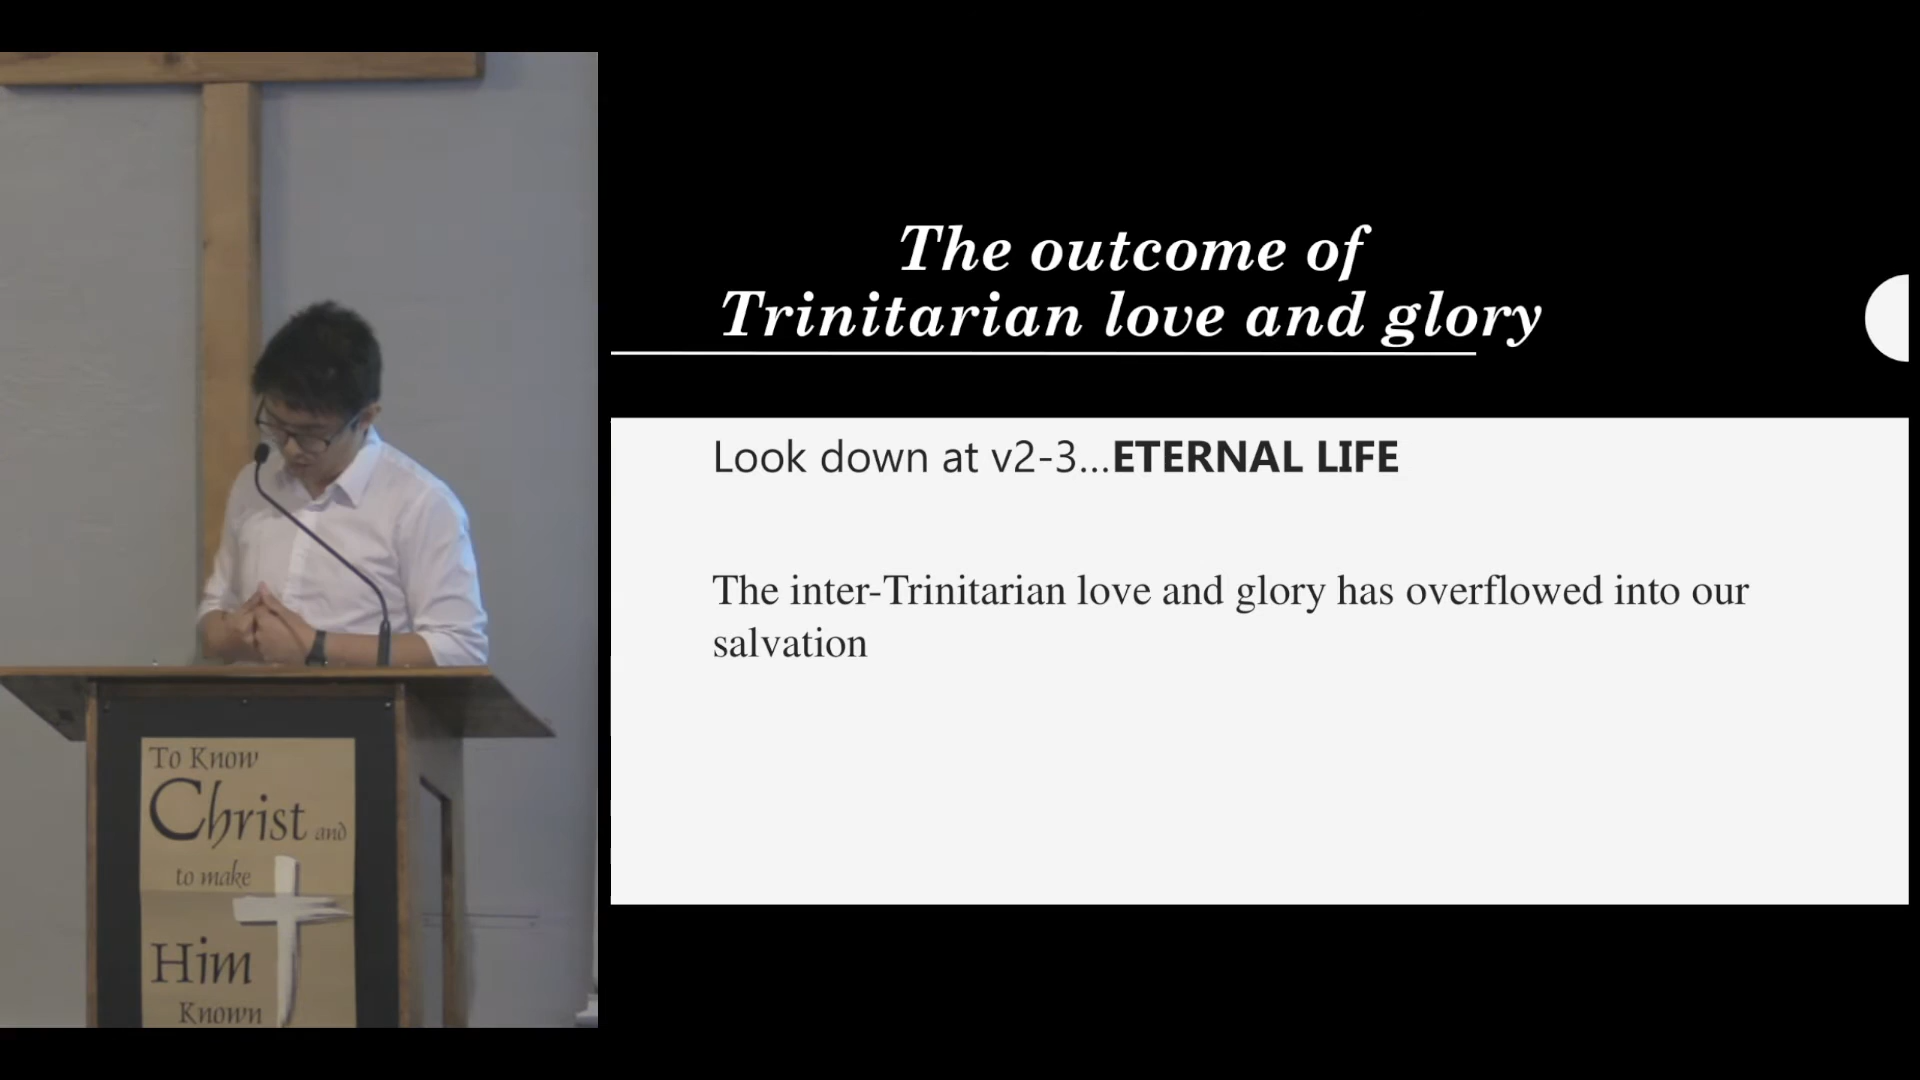 The outcome of
Trinitarian love and glory
Look down at v2-3...ETERNAL LIFE
The inter-Trinitarian love and glory has overflowed into our
salvation
To Know
Christ and
to make
Him
Known